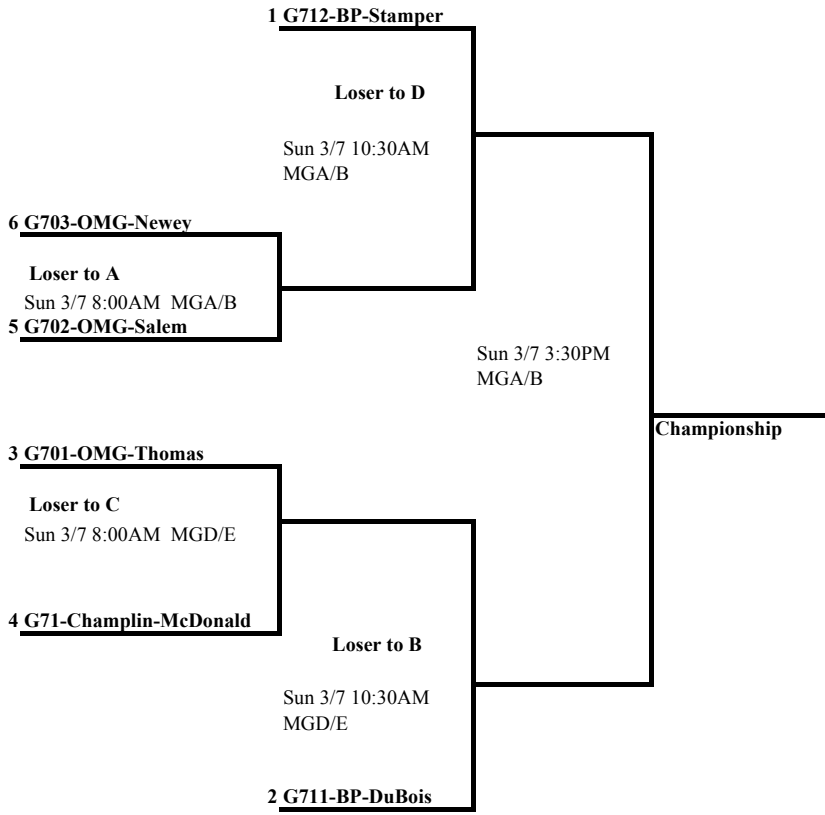 1 G712-BP-Stamper
Loser to D
Sun 3/7 10:30AM
MGA/B
6 G703-OMG-Newey
Loser to A
Sun 3/7 8:00AM MGA/B
5 G702-OMG-Salem
Sun 3/7 3:30PM
MGA/B
Championship
3 G701-OMG-Thomas
Loser to C
Sun 3/7 8:00AM MGD/E
4 G71-Champlin-McDonald
Loser to B
Sun 3/7 10:30AM
MGD/E
2 G711-BP-DuBois